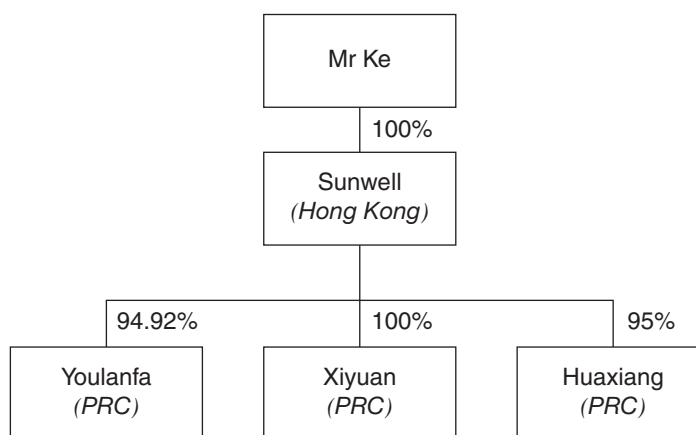 Mr Ke
100%
Sunwell
(Hong Kong)
94.92%
100%
95%
Youlanfa
(PRC)
Xiyuan
(PRC)
Huaxiang
(PRC)